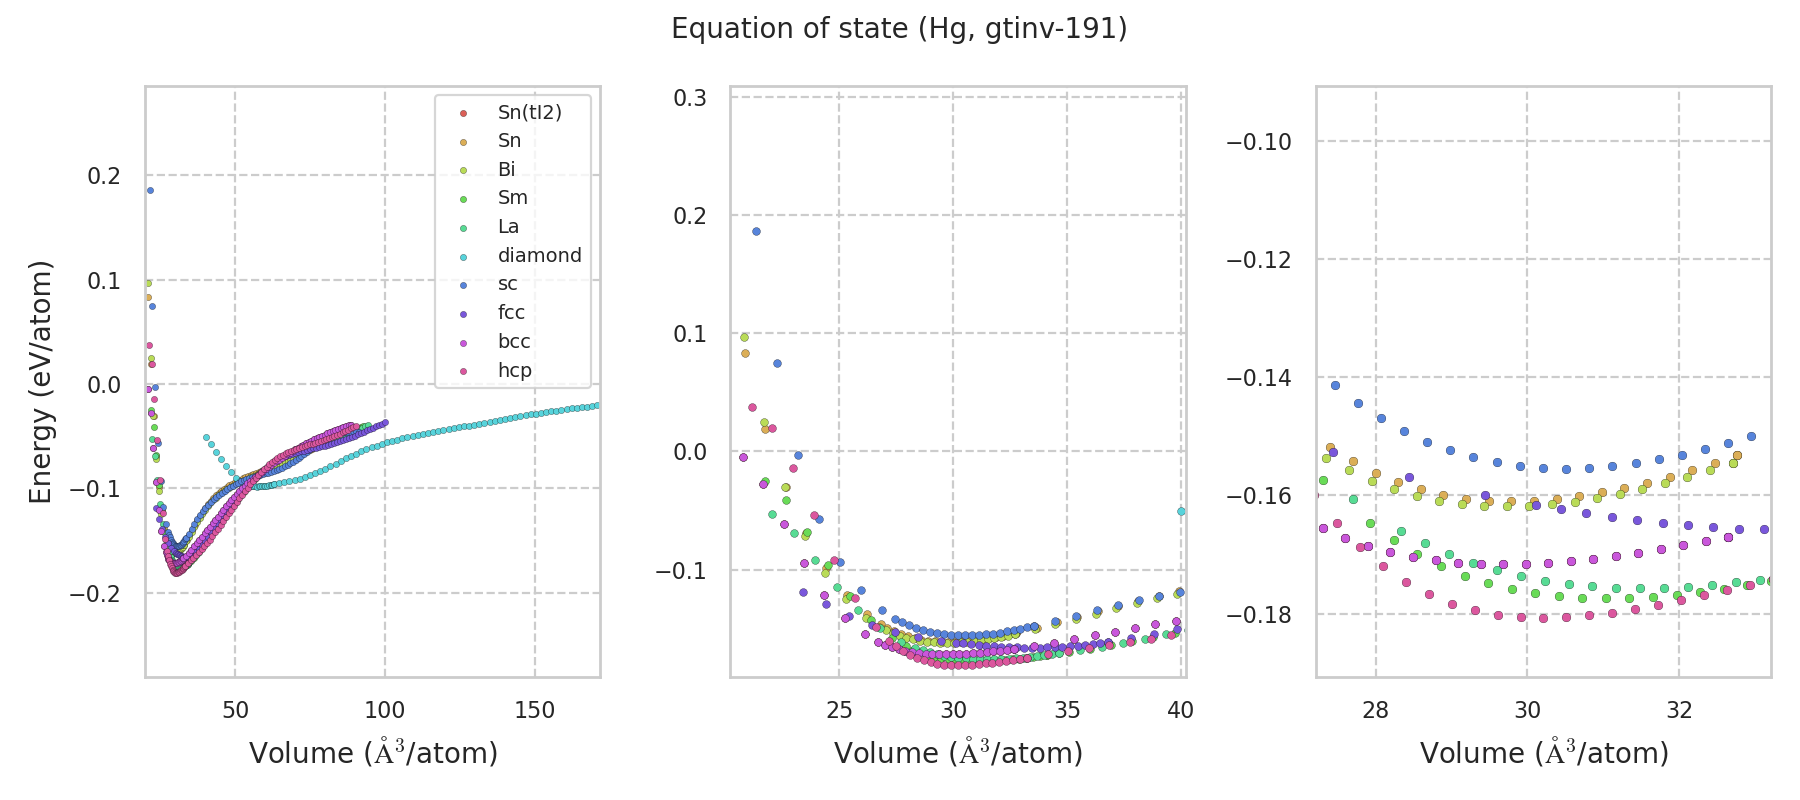 Equation of state (Hg, gtinv-191)
Energy (eV/atom)
0.2
0.1
0.0
−0.1
−0.2
50
100
150
Volume (Å³/atom)
Sn(tI2)
Sn
Bi
Sm
La
diamond
sc
fcc
bcc
hcp
0.3
0.2
0.1
0.0
−0.1
25
30
35
40
Volume (Å³/atom)
−0.10
−0.12
−0.14
−0.16
−0.18
28
30
32
Volume (Å³/atom)